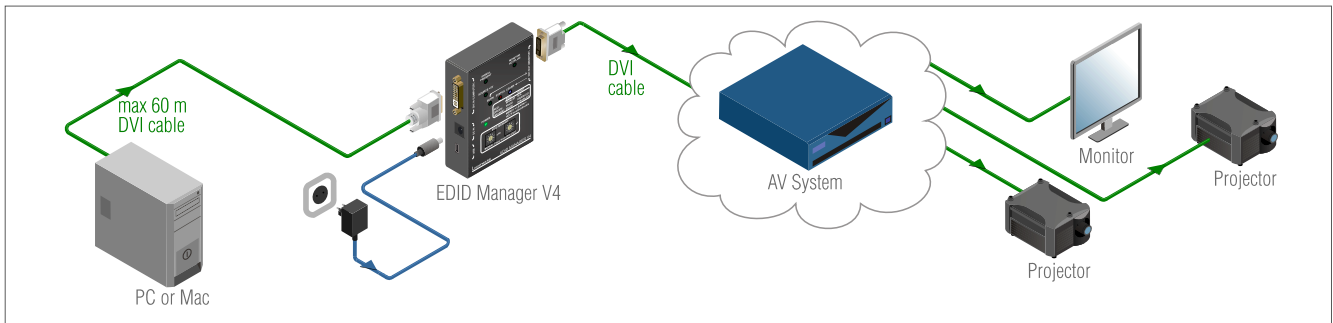 max 60 m
DVI cable
PC or Mac
EDID Manager V4
DVI
cable
AV System
Monitor
Projector
Projector